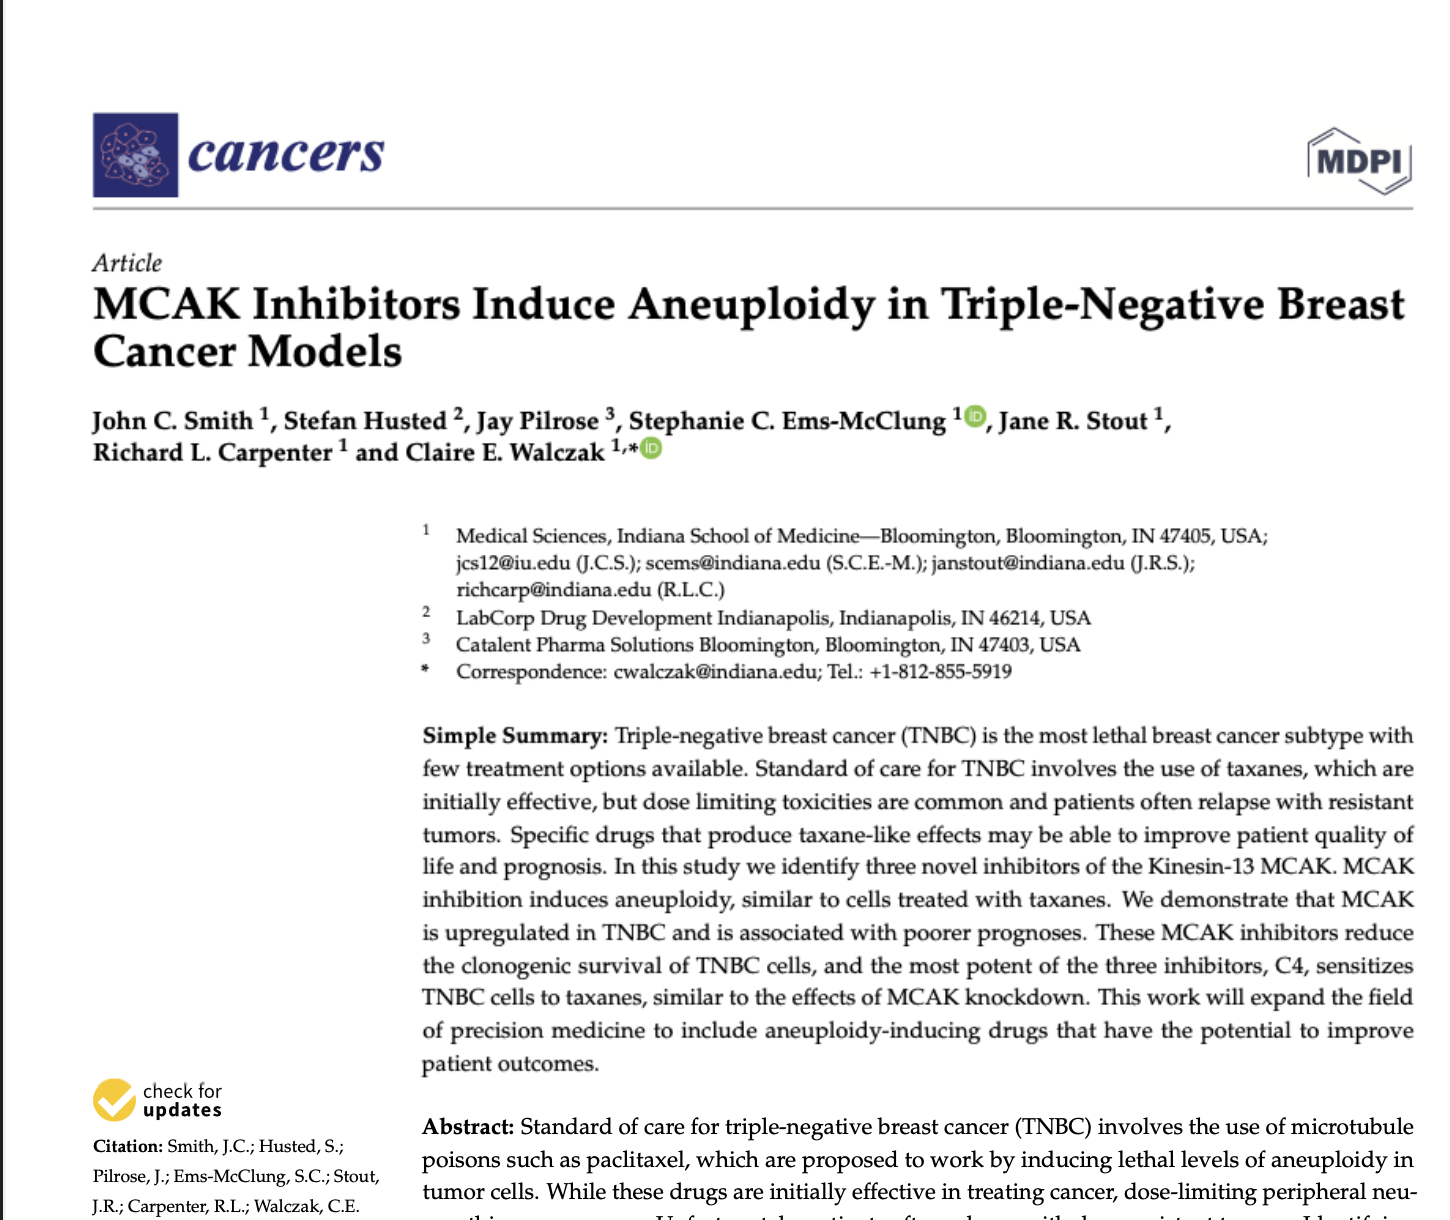 cancers
MDPI
Article
MCAK Inhibitors Induce Aneuploidy in Triple-Negative Breast
Cancer Models
John C. Smith 1, Stefan Husted 2, Jay Pilrose 3, Stephanie C. Ems-McClung 1 iD, Jane R. Stout 1,
Richard L. Carpenter 1 and Claire E. Walczak 1,* iD
1 Medical Sciences, Indiana School of Medicine—Bloomington, Bloomington, IN 47405, USA;
jcs12@iu.edu (J.C.S.); scems@indiana.edu (S.C.E.-M.); janstout@indiana.edu (J.R.S.);
richcarp@indiana.edu (R.L.C.)
2 LabCorp Drug Development Indianapolis, Indianapolis, IN 46214, USA
3 Catalent Pharma Solutions Bloomington, Bloomington, IN 47403, USA
* Correspondence: cwalczak@indiana.edu; Tel.: +1-812-855-5919
Simple Summary: Triple-negative breast cancer (TNBC) is the most lethal breast cancer subtype with
few treatment options available. Standard of care for TNBC involves the use of taxanes, which are
initially effective, but dose limiting toxicities are common and patients often relapse with resistant
tumors. Specific drugs that produce taxane-like effects may be able to improve patient quality of
life and prognosis. In this study we identify three novel inhibitors of the Kinesin-13 MCAK. MCAK
inhibition induces aneuploidy, similar to cells treated with taxanes. We demonstrate that MCAK
is upregulated in TNBC and is associated with poorer prognoses. These MCAK inhibitors reduce
the clonogenic survival of TNBC cells, and the most potent of the three inhibitors, C4, sensitizes
TNBC cells to taxanes, similar to the effects of MCAK knockdown. This work will expand the field
of precision medicine to include aneuploidy-inducing drugs that have the potential to improve
patient outcomes.
check for
updates
Citation: Smith, J.C.; Husted, S.;
Pilrose, J.; Ems-McClung, S.C.; Stout,
J.R.; Carpenter, R.L.; Walczak, C.E.
Abstract: Standard of care for triple-negative breast cancer (TNBC) involves the use of microtubule
poisons such as paclitaxel, which are proposed to work by inducing lethal levels of aneuploidy in
tumor cells. While these drugs are initially effective in treating cancer, dose-limiting peripheral neu-